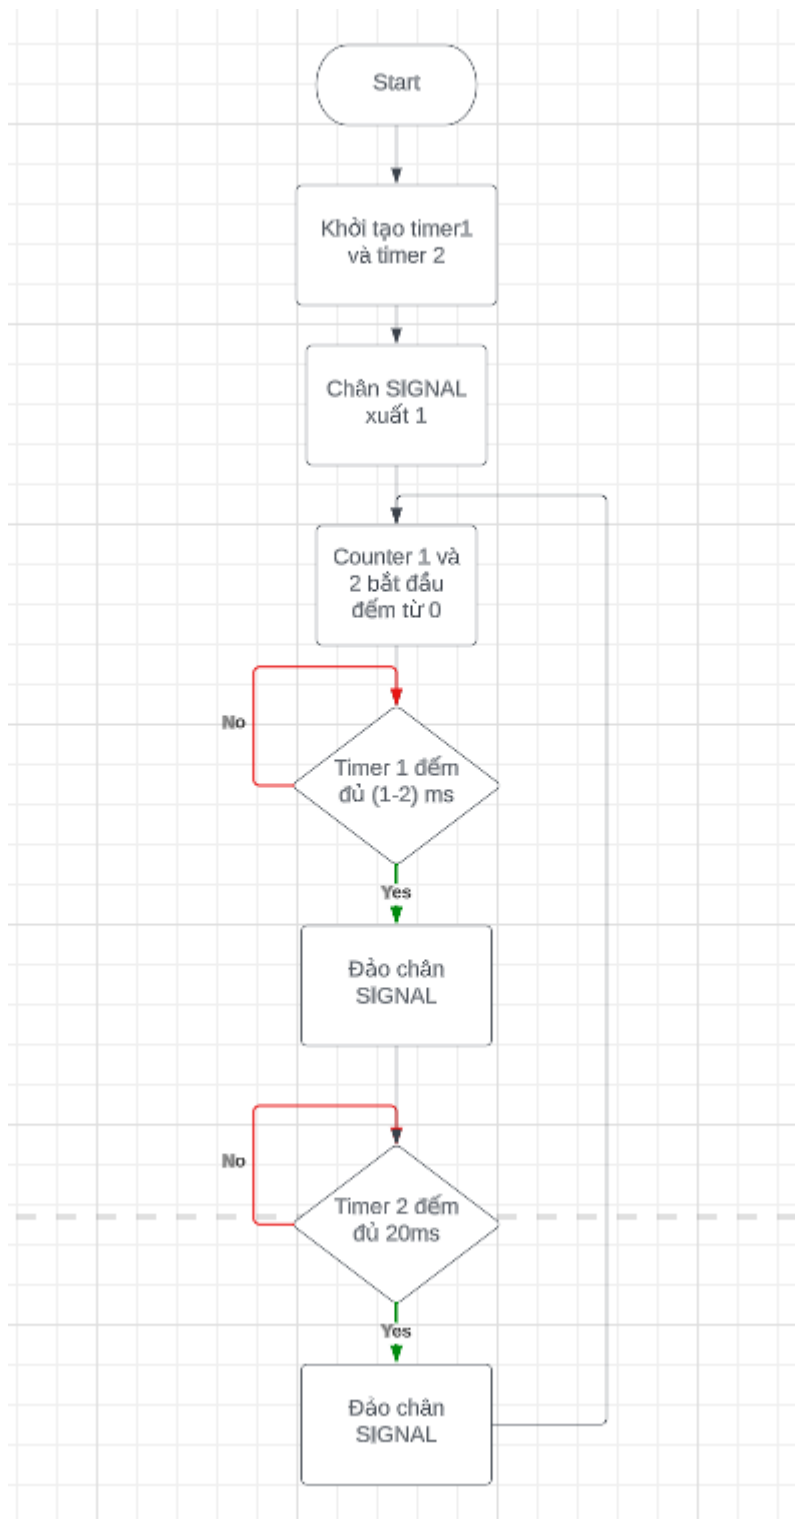 Start
Khởi tạo timer1
và timer 2
Chân SIGNAL
xuất 1
Counter 1 và
2 bắt đầu
đếm từ 0
No
Timer 1 đếm
đủ (1-2) ms
Yes
Đảo chân
SIGNAL
No
Timer 2 đếm
đủ 20ms
Yes
Đảo chân
SIGNAL